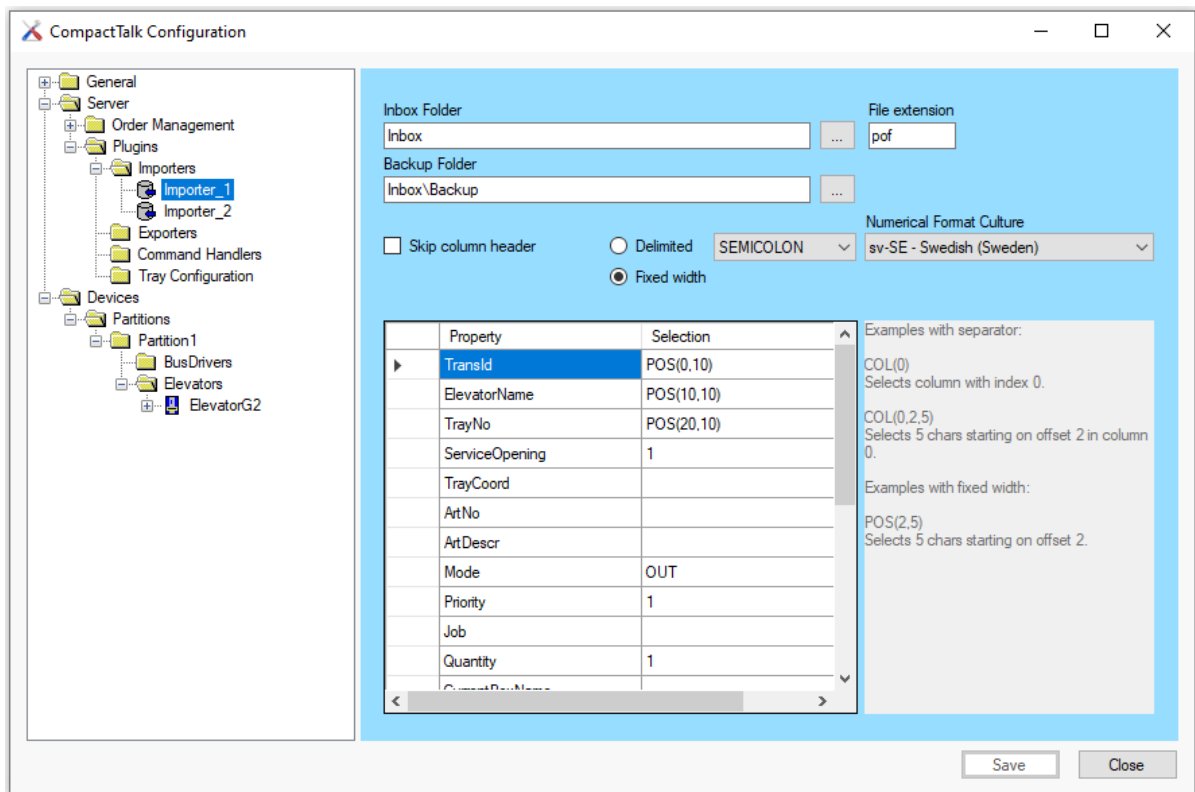 CompactTalk Configuration
General
Server
Order Management
Plugins
Importers
Importer_1
Importer_2
Exporters
Command Handlers
Tray Configuration
Devices
Partitions
Partition1
BusDrivers
Elevators
ElevatorG2
Inbox Folder
File extension
Inbox
...
pof
Backup Folder
Inbox\Backup
...
Numerical Format Culture
Skip column header
Delimited
SEMICOLON
sv-SE - Swedish (Sweden)
Fixed width
Property Selection
TransId POS(0,10)
ElevatorName POS(10,10)
TrayNo POS(20,10)
ServiceOpening 1
TrayCoord
ArtNo
ArtDescr
Mode OUT
Priority 1
Job
Quantity 1
CurrentBoxName
Examples with separator:
COL(0)
Selects column with index 0.
COL(0,2,5)
Selects 5 chars starting on offset 2 in column
0.
Examples with fixed width:
POS(2,5)
Selects 5 chars starting on offset 2.
Save
Close